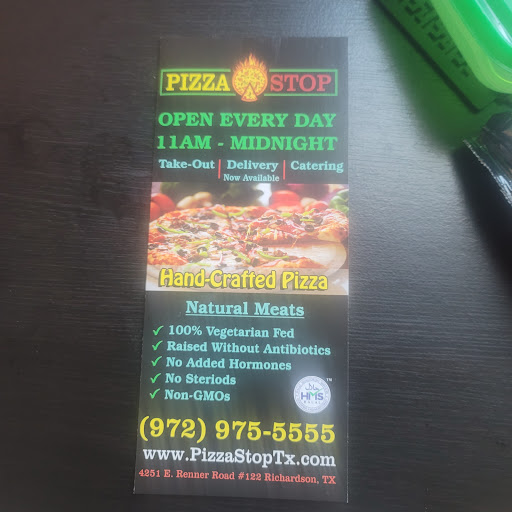 PIZZA STOP
OPEN EVERY DAY
11AM - MIDNIGHT
Take-Out | Delivery | Catering
Now Available
Hand-Crafted Pizza
Natural Meats
✓ 100% Vegetarian Fed
✓ Raised Without Antibiotics
✓ No Added Hormones
✓ No Steriods
✓ Non-GMOs
HMS
(972) 975-5555
www.PizzaStopTx.com
4251 E. Renner Road #122 Richardson, TX